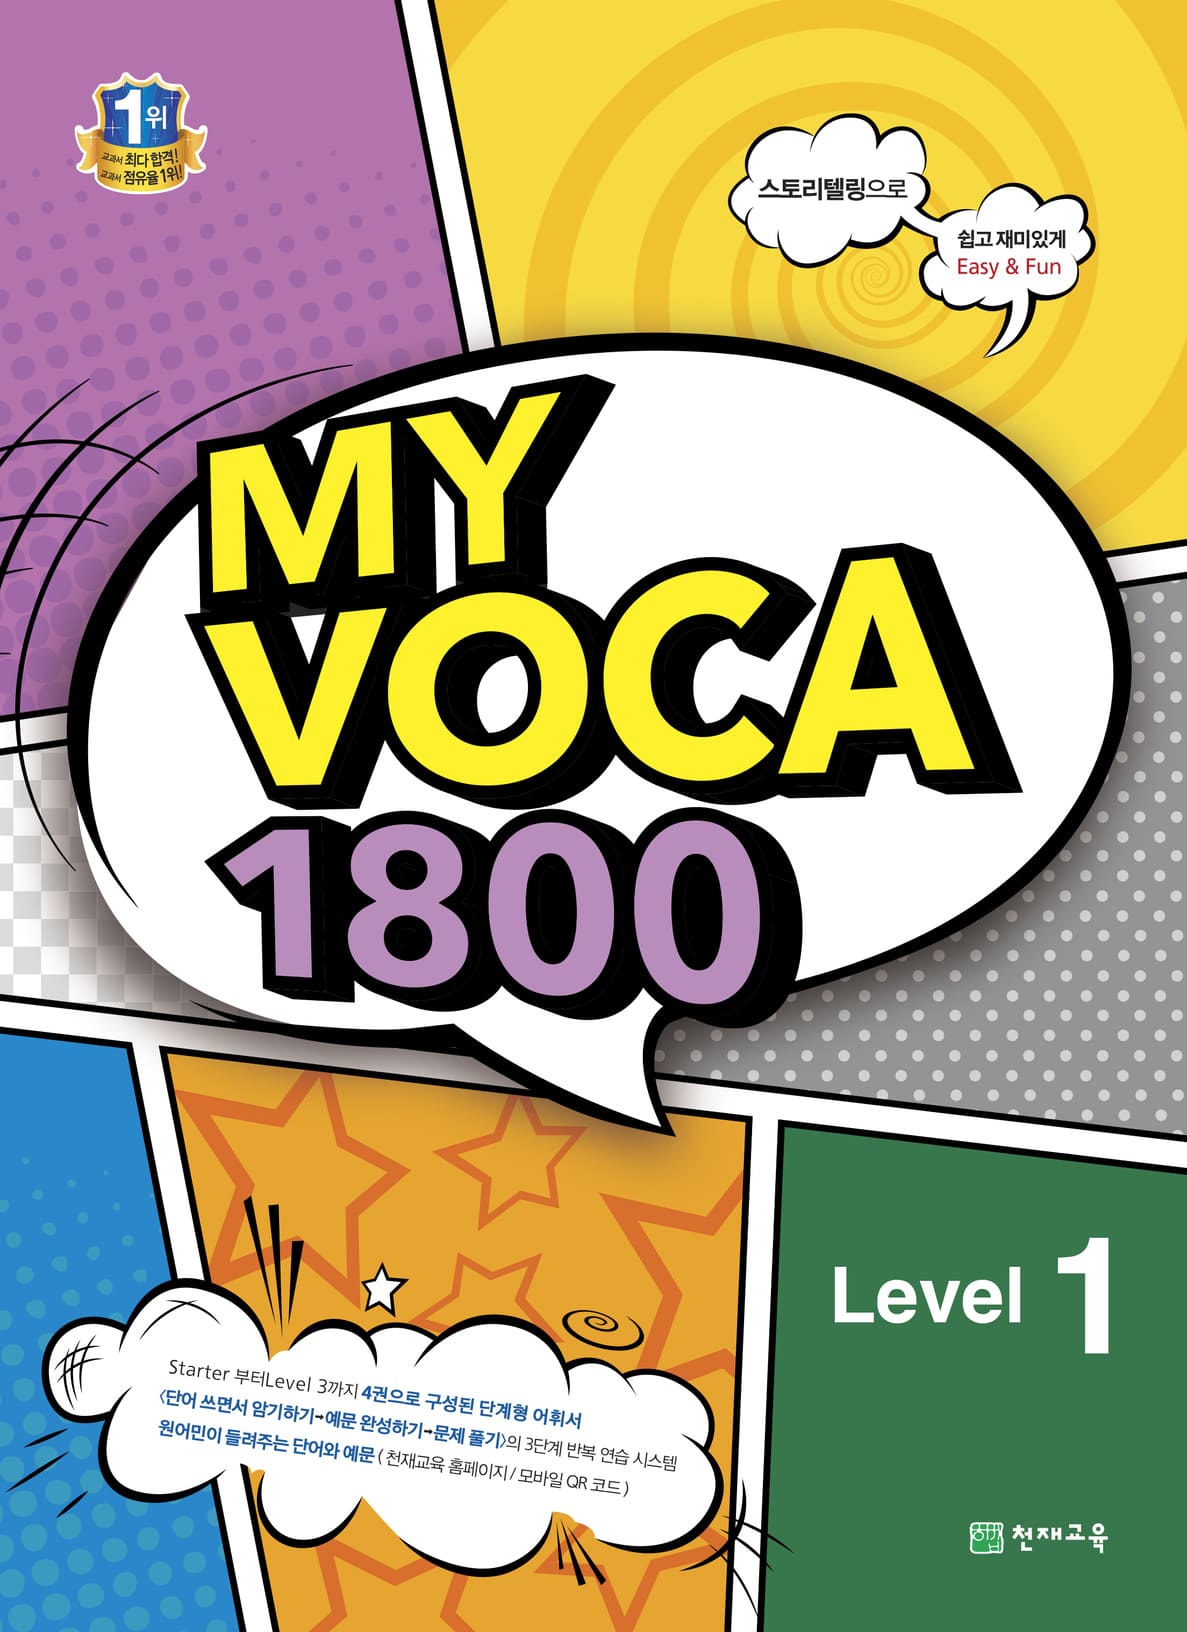 1위
교과서 최다 합격!
교과서 점유율 1위!
스토리텔링으로
쉽고 재미있게
Easy & Fun
MY
VOCA
1800
Level 1
Starter 부터Level 3까지 4권으로 구성된 단계형 어휘서
<단어 쓰면서 암기하기→예문 완성하기→문제 풀기>의 3단계 반복 연습 시스템
원어민이 들려주는 단어와 예문 ( 천재교육 홈페이지 / 모바일 QR 코드 )
천재교육